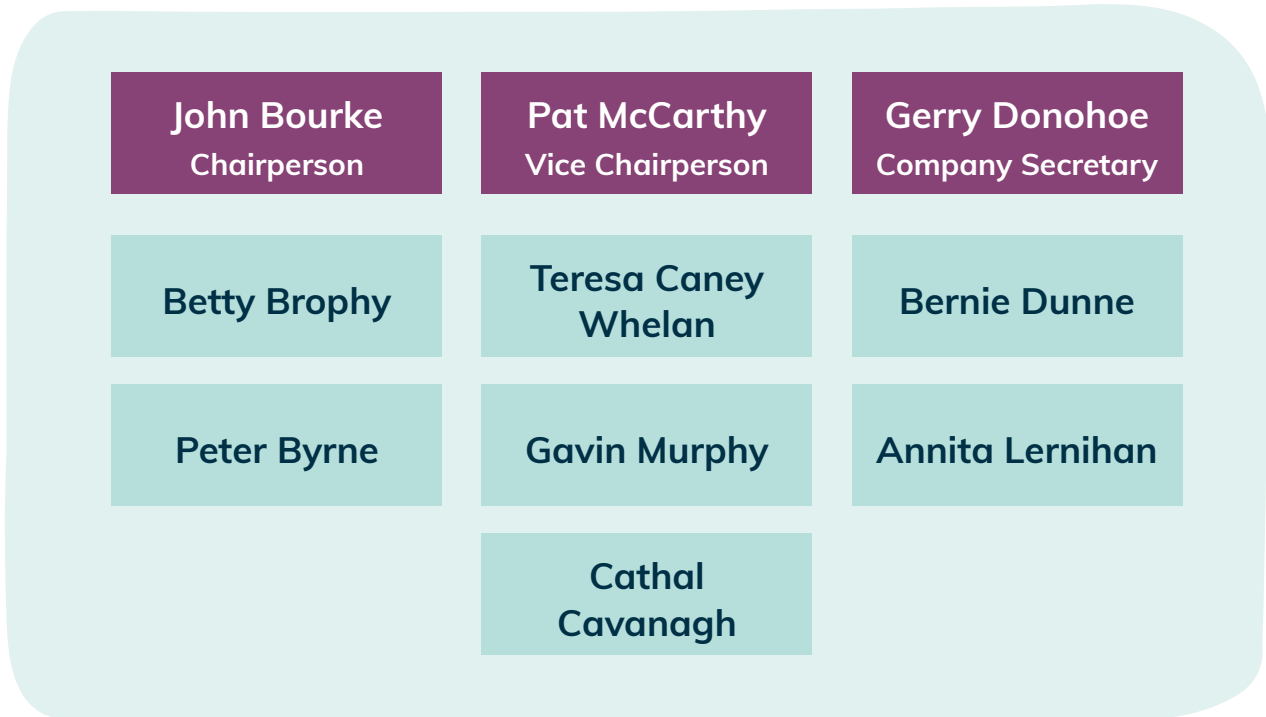 John Bourke
Chairperson
Pat McCarthy
Vice Chairperson
Gerry Donohoe
Company Secretary
Betty Brophy
Teresa Caney
Whelan
Bernie Dunne
Peter Byrne
Gavin Murphy
Annita Lernihan
Cathal
Cavanagh